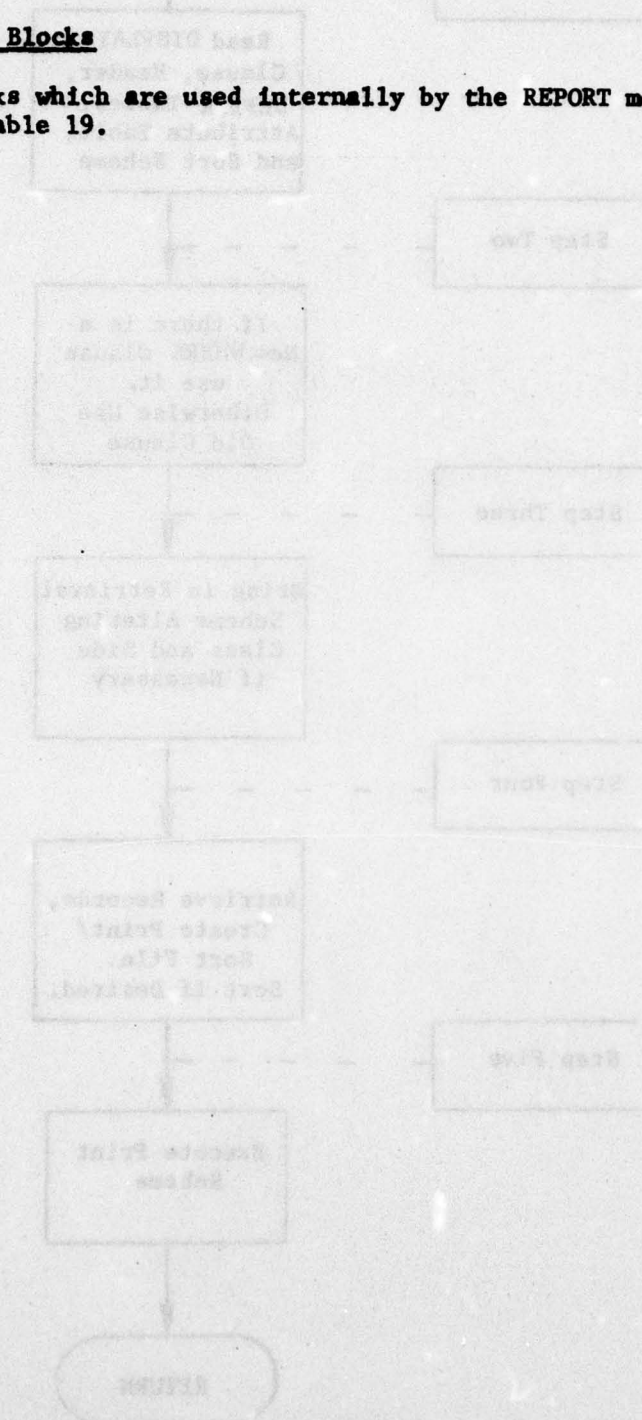 Blocks
ks which are used internally by the REPORT m
able 19.
Read DISPLAY
Clause, Header,
Attribute Table,
and Sort Scheme
Step Two
If there is a
New WHERE clause
use it.
Otherwise Use
Old Clause
Step Three
Bring in Retrieval
Scheme Altering
Class and Side
if Necessary
Step Four
Retrieve Records,
Create Print/
Sort File.
Sort if Desired.
Step Five
Execute Print
Scheme
RETURN